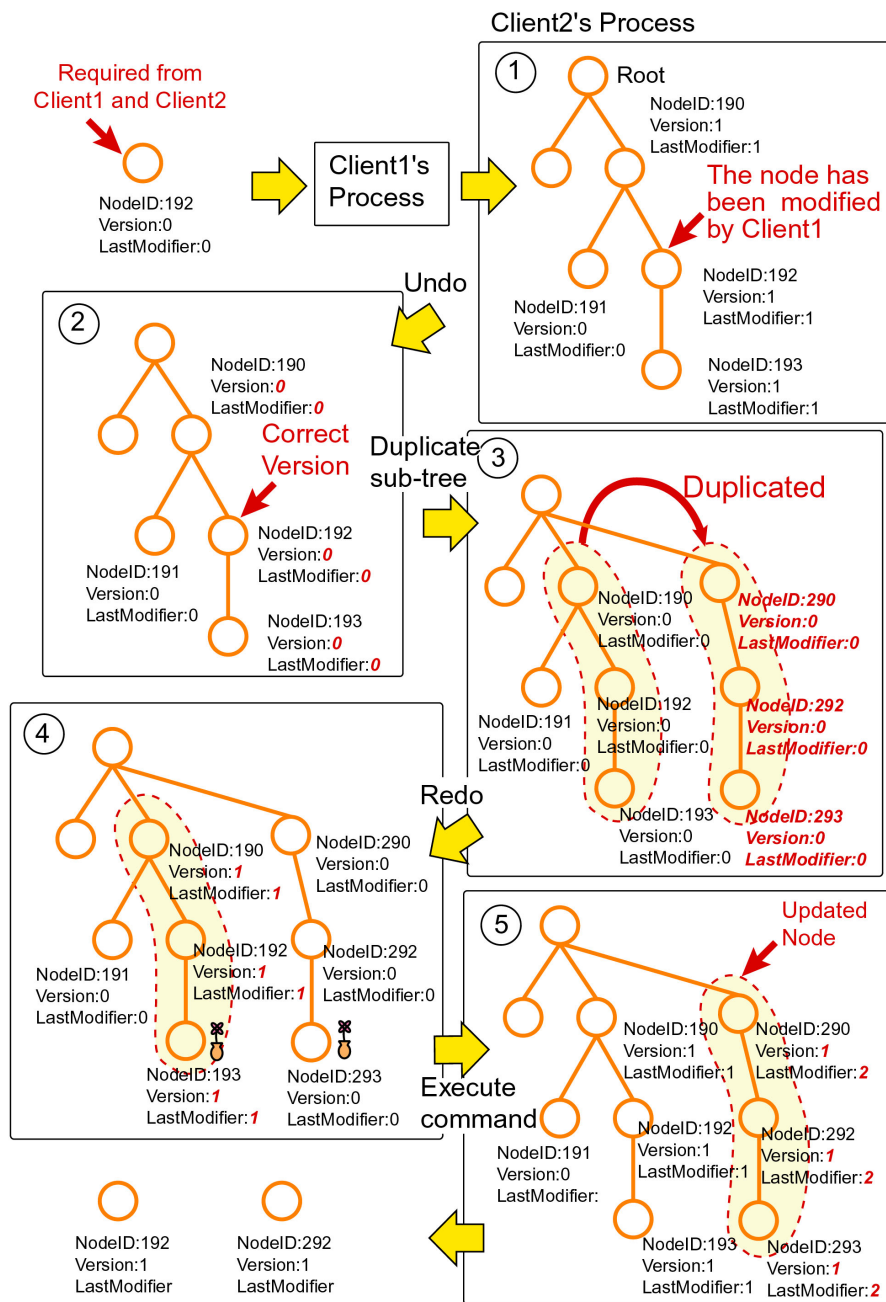 Client2's Process
Required from
Client1 and Client2
NodeID:192
Version:0
LastModifier:0
Client1's
Process
1
Root
NodeID:190
Version:1
LastModifier:1
The node has
been modified
by Client1
NodeID:191
Version:0
LastModifier:0
NodeID:192
Version:1
LastModifier:1
NodeID:193
Version:1
LastModifier:1
Undo
2
NodeID:190
Version:0
LastModifier:0
Correct
Version
NodeID:191
Version:0
LastModifier:0
NodeID:192
Version:0
LastModifier:0
NodeID:193
Version:0
LastModifier:0
Duplicate
sub-tree
3
Duplicated
NodeID:190
Version:0
LastModifier:0
NodeID:290
Version:0
LastModifier:0
NodeID:191
Version:0
LastModifier:0
NodeID:192
Version:0
LastModifier:0
NodeID:292
Version:0
LastModifier:0
NodeID:193
Version:0
LastModifier:0
NodeID:293
Version:0
LastModifier:0
Redo
4
NodeID:190
Version:1
LastModifier:1
NodeID:290
Version:0
LastModifier:0
NodeID:191
Version:0
LastModifier:0
NodeID:192
Version:1
LastModifier:1
NodeID:292
Version:0
LastModifier:0
NodeID:193
Version:1
LastModifier:1
NodeID:293
Version:0
LastModifier:0
Execute
command
5
Updated
Node
NodeID:190
Version:1
LastModifier:1
NodeID:290
Version:1
LastModifier:2
NodeID:191
Version:0
LastModifier:
NodeID:192
Version:1
LastModifier:1
NodeID:292
Version:1
LastModifier:2
NodeID:193
Version:1
LastModifier:1
NodeID:293
Version:1
LastModifier:2
NodeID:192
Version:1
LastModifier
NodeID:292
Version:1
LastModifier